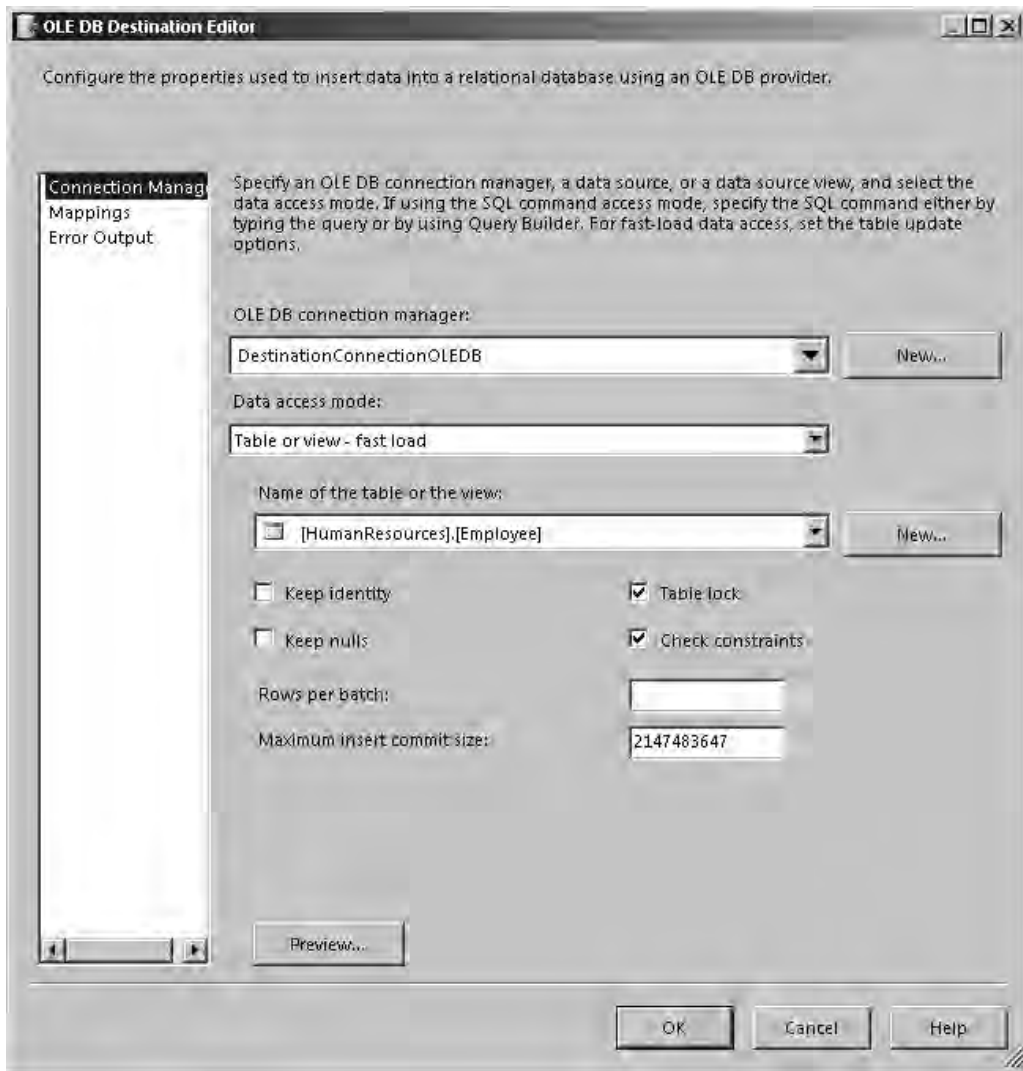 OLE DB Destination Editor
Configure the properties used to insert data into a relational database using an OLE DB provider.
Connection Manag
Mappings
Error Output
Specify an OLE DB connection manager, a data source, or a data source view, and select the
data access mode. If using the SQL command access mode, specify the SQL command either by
typing the query or by using Query Builder. For fast-load data access, set the table update
options.
OLE DB connection manager:
DestinationConnectionOLEDB
New...
Data access mode:
Table or view - fast load
Name of the table or the view:
[HumanResources].[Employee]
New...
Keep identity
Table lock
Keep nulls
Check constraints
Rows per batch:
Maximum insert commit size:
2147483647
Preview...
OK
Cancel
Help